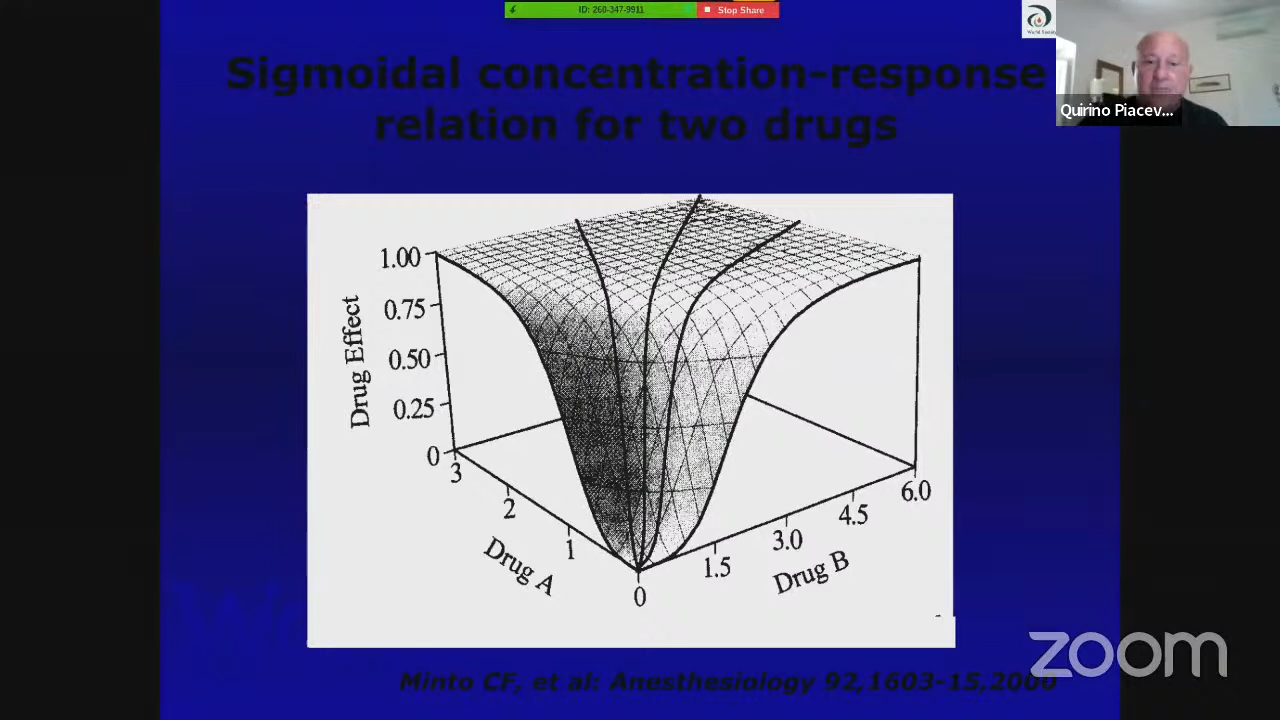 ID: 260-347-9911
Stop Share
Sigmoidal concentration-response
relation for two drugs
Quirino Piacev...
1.00
0.75
0.50
0.25
0
Drug Effect
3
2
1
Drug A
0
1.5
3.0
4.5
6.0
Drug B
Minto CF, et al: Anesthesiology 92,1603-15,2000
zoom